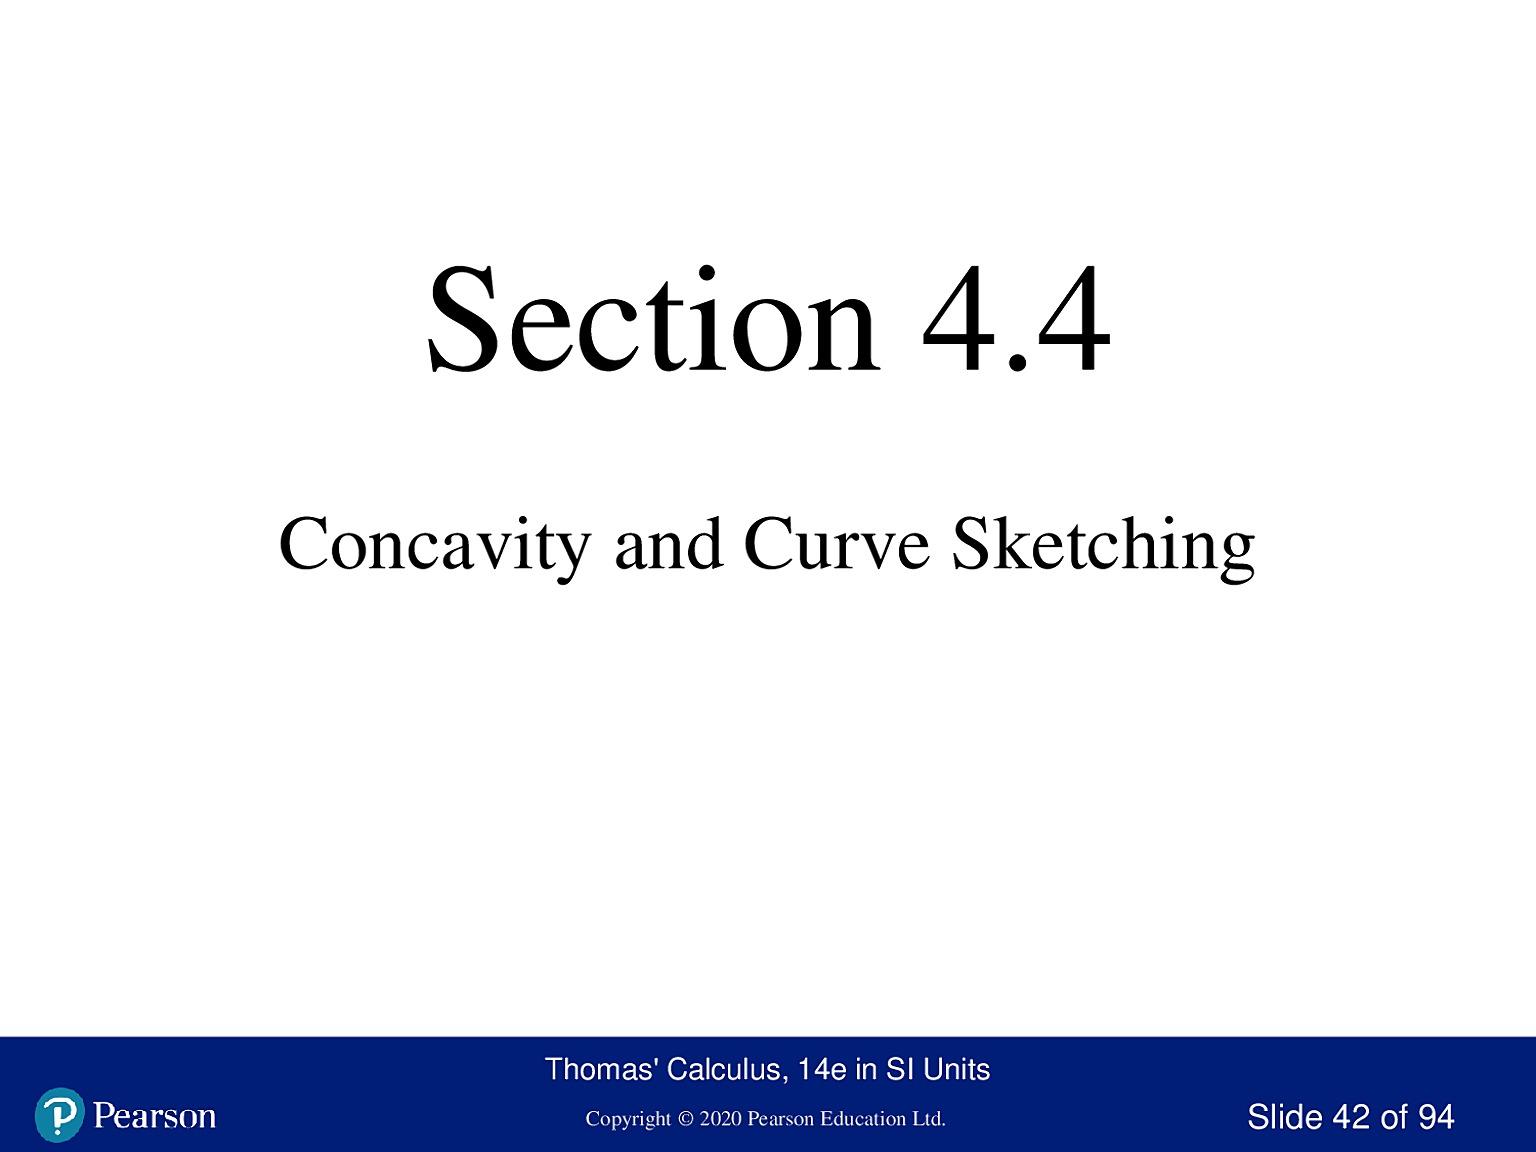 Section 4.4
Concavity and Curve Sketching
Thomas' Calculus, 14e in SI Units
Pearson
Copyright © 2020 Pearson Education Ltd.
Slide 42 of 94